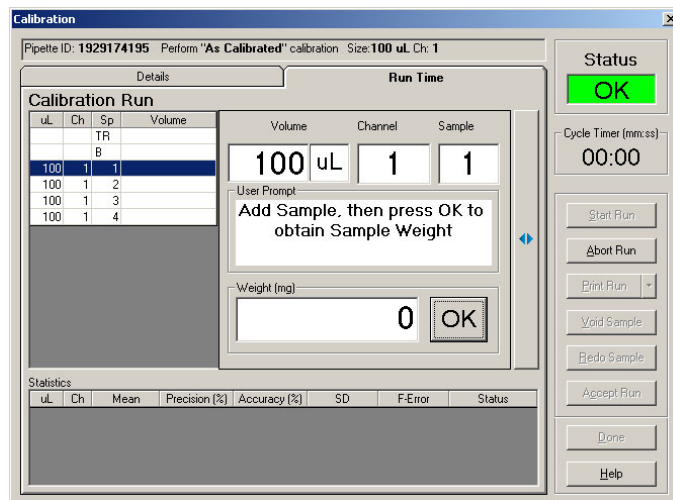 Calibration
Pipette ID: 1929174195 Perform "As Calibrated" calibration Size:100 uL Ch: 1
Details
Run Time
Calibration Run
uL Ch Sp Volume
TR
B
100 1 1
100 1 2
100 1 3
100 1 4
Volume Channel Sample
100 uL 1 1
User Prompt
Add Sample, then press OK to
obtain Sample Weight
Weight (mg)
0 OK
Statistics
uL Ch Mean Precision (%) Accuracy (%) SD F-Error Status
Status
OK
Cycle Timer (mm:ss)
00:00
Start Run
Abort Run
Print Run
Void Sample
Redo Sample
Accept Run
Done
Help